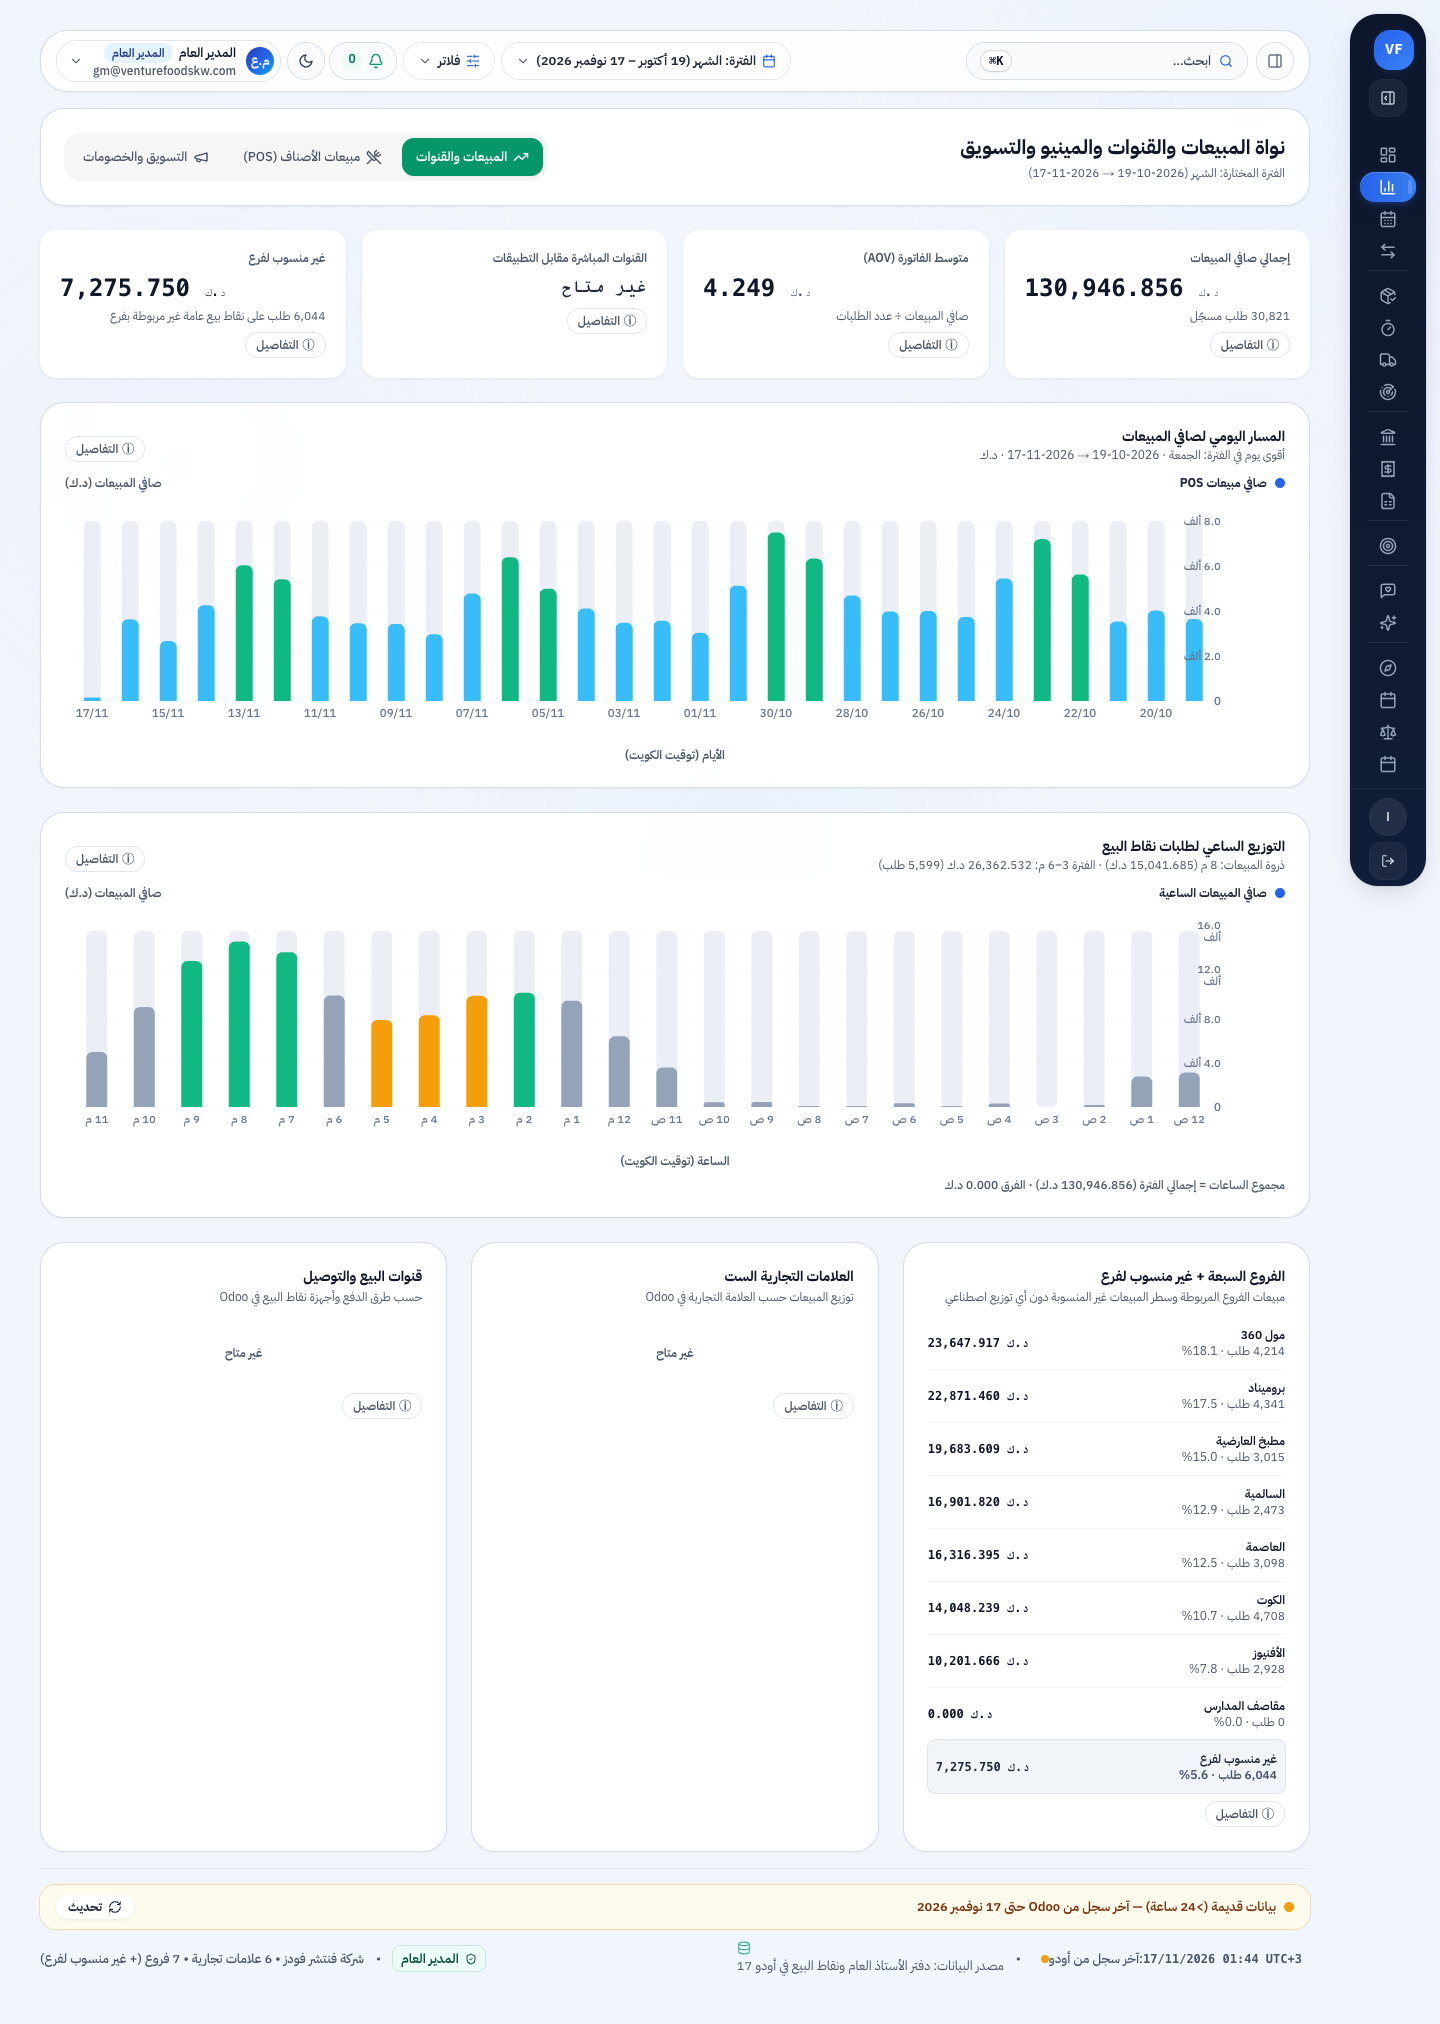 VF
ابحث...
⌘K
الفترة: الشهر (19 أكتوبر – 17 نوفمبر 2026)
فلاتر
0
م.ع
المدير العام
المدير العام
gm@venturefoodskw.com
نواة المبيعات والقنوات والمينيو والتسويق
الفترة المختارة: الشهر (2026-10-19 → 2026-11-17)
المبيعات والقنوات
مبيعات الأصناف (POS)
التسويق والخصومات
إجمالي صافي المبيعات
130,946.856 د.ك
30,821 طلب مسجّل
التفاصيل
متوسط الفاتورة (AOV)
4.249 د.ك
صافي المبيعات ÷ عدد الطلبات
التفاصيل
القنوات المباشرة مقابل التطبيقات
غير متاح
التفاصيل
غير منسوب لفرع
7,275.750 د.ك
6,044 طلب على نقاط بيع عامة غير مربوطة بفرع
التفاصيل
المسار اليومي لصافي المبيعات
أقوى يوم في الفترة: الجمعة · 2026-10-19 → 2026-11-17 · د.ك
التفاصيل
صافي مبيعات POS
صافي المبيعات (د.ك)
8.0 ألف
6.0 ألف
4.0 ألف
2.0 ألف
0
20/10
22/10
24/10
26/10
28/10
30/10
01/11
03/11
05/11
07/11
09/11
11/11
13/11
15/11
17/11
الأيام (توقيت الكويت)
التوزيع الساعي لطلبات نقاط البيع
ذروة المبيعات: 8 م (15,041.685 د.ك) · الفترة 3–6 م: 26,362.532 د.ك (5,599 طلب)
التفاصيل
صافي المبيعات الساعية
صافي المبيعات (د.ك)
16.0 ألف
12.0 ألف
8.0 ألف
4.0 ألف
0
12 ص
1 ص
2 ص
3 ص
4 ص
5 ص
6 ص
7 ص
8 ص
9 ص
10 ص
11 ص
12 م
1 م
2 م
3 م
4 م
5 م
6 م
7 م
8 م
9 م
10 م
11 م
الساعة (توقيت الكويت)
مجموع الساعات = إجمالي الفترة (130,946.856 د.ك) · الفرق 0.000 د.ك
الفروع السبعة + غير منسوب لفرع
مبيعات الفروع المربوطة وسطر المبيعات غير المنسوبة دون أي توزيع اصطناعي
مول 360
4,214 طلب · 18.1%
23,647.917 د.ك
بروميناد
4,341 طلب · 17.5%
22,871.460 د.ك
مطبخ العارضية
3,015 طلب · 15.0%
19,683.609 د.ك
السالمية
2,473 طلب · 12.9%
16,901.820 د.ك
العاصمة
3,098 طلب · 12.5%
16,316.395 د.ك
الكوت
4,708 طلب · 10.7%
14,048.239 د.ك
الأفنيوز
2,928 طلب · 7.8%
10,201.666 د.ك
مقاصف المدارس
0 طلب · 0.0%
0.000 د.ك
غير منسوب لفرع
6,044 طلب · 5.6%
7,275.750 د.ك
التفاصيل
العلامات التجارية الست
توزيع المبيعات حسب العلامة التجارية في Odoo
غير متاح
التفاصيل
قنوات البيع والتوصيل
حسب طرق الدفع وأجهزة نقاط البيع في Odoo
غير متاح
التفاصيل
بيانات قديمة (>24 ساعة) — آخر سجل من Odoo حتى 17 نوفمبر 2026
تحديث
آخر سجل من أودو: 17/11/2026 01:44 UTC+3
•
مصدر البيانات: دفتر الأستاذ العام ونقاط البيع في أودو 17
المدير العام
•
شركة فنتشر فودز • 6 علامات تجارية • 7 فروع (+ غير منسوب لفرع)
I